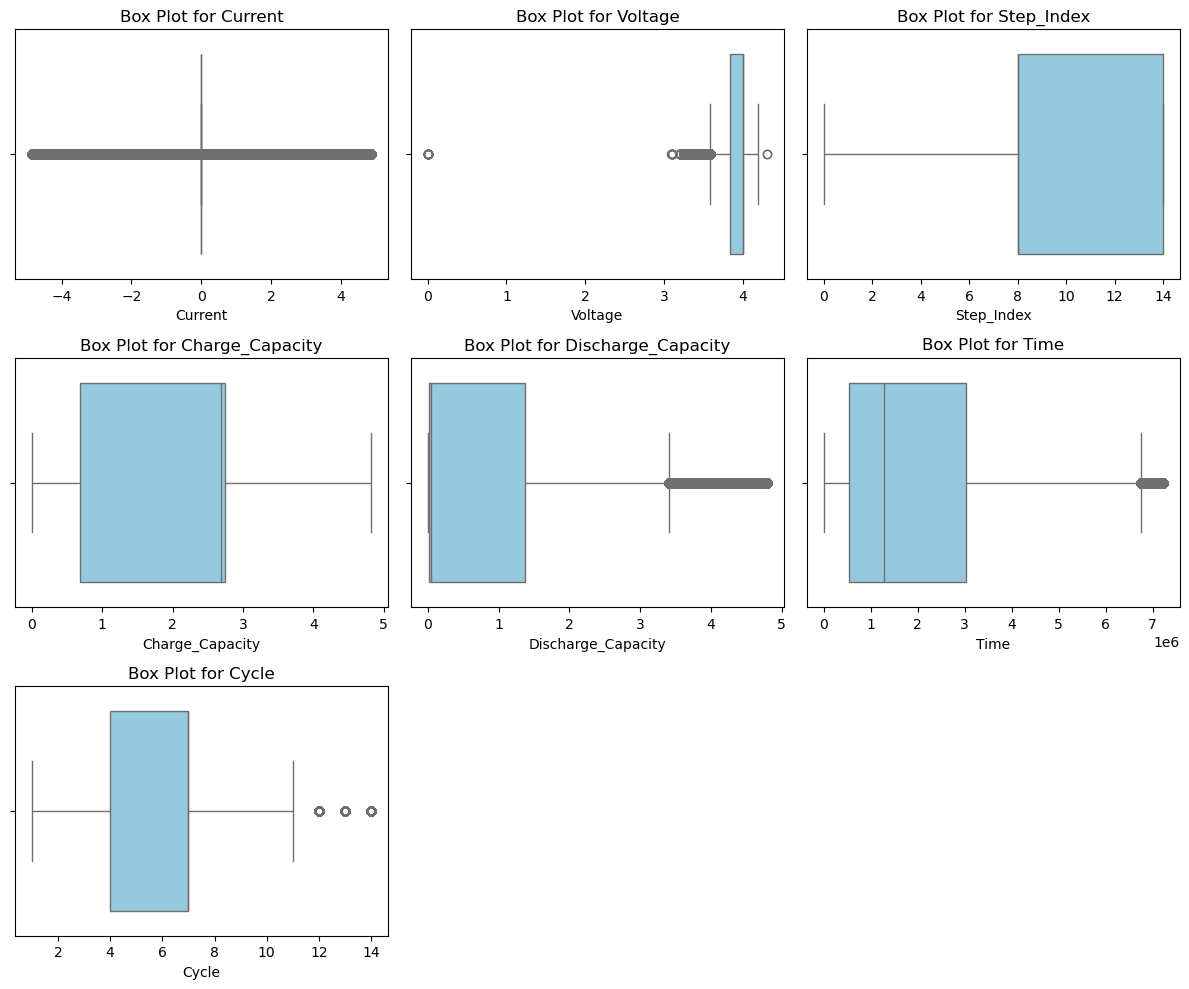 Box Plot for Current
Box Plot for Voltage
Box Plot for Step_Index
−4 −2 0 2 4
0 1 2 3 4
0 2 4 6 8 10 12 14
Current
Voltage
Step_Index
Box Plot for Charge_Capacity
Box Plot for Discharge_Capacity
Box Plot for Time
0 1 2 3 4 5
0 1 2 3 4 5
0 1 2 3 4 5 6 7
1e6
Charge_Capacity
Discharge_Capacity
Time
Box Plot for Cycle
2 4 6 8 10 12 14
Cycle